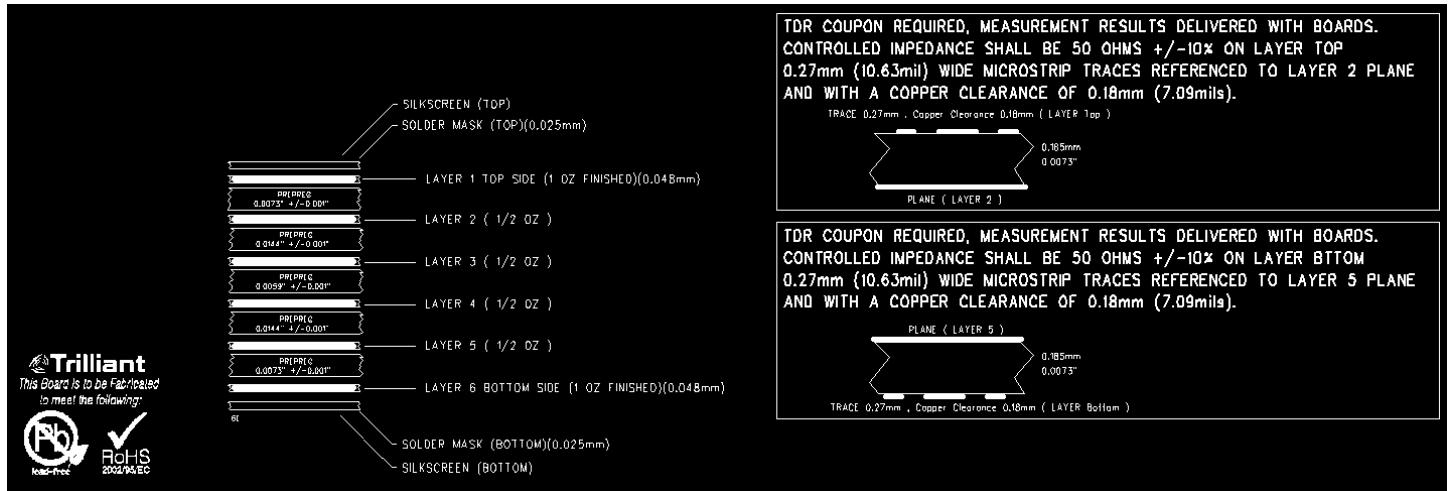 SILKSCREEN (TOP)
SOLDER MASK (TOP)(0.025mm)
LAYER 1 TOP SIDE (1 OZ FINISHED)(0.048mm)
PREPREG
0.0073" +/-0.001"
LAYER 2 ( 1/2 OZ )
PREPREG
0.0144" +/-0.001"
LAYER 3 ( 1/2 OZ )
PREPREG
0.0059" +/-0.001"
LAYER 4 ( 1/2 OZ )
PREPREG
0.0144" +/-0.001"
LAYER 5 ( 1/2 OZ )
PREPREG
0.0073" +/-0.001"
LAYER 6 BOTTOM SIDE (1 OZ FINISHED)(0.048mm)
SOLDER MASK (BOTTOM)(0.025mm)
SILKSCREEN (BOTTOM)
Trilliant
This Board is to be Fabricated
to meet the following:
Pb
lead-free
RoHS
2002/95/EC
TDR COUPON REQUIRED, MEASUREMENT RESULTS DELIVERED WITH BOARDS.
CONTROLLED IMPEDANCE SHALL BE 50 OHMS +/-10% ON LAYER TOP
0.27mm (10.63mil) WIDE MICROSTRIP TRACES REFERENCED TO LAYER 2 PLANE
AND WITH A COPPER CLEARANCE OF 0.18mm (7.09mils).
TRACE 0.27mm , Copper Clearance 0.18mm ( LAYER Top )
0.185mm
0.0073"
PLANE ( LAYER 2 )
TDR COUPON REQUIRED, MEASUREMENT RESULTS DELIVERED WITH BOARDS.
CONTROLLED IMPEDANCE SHALL BE 50 OHMS +/-10% ON LAYER BTTOM
0.27mm (10.63mil) WIDE MICROSTRIP TRACES REFERENCED TO LAYER 5 PLANE
AND WITH A COPPER CLEARANCE OF 0.18mm (7.09mils).
PLANE ( LAYER 5 )
0.185mm
0.0073"
TRACE 0.27mm , Copper Clearance 0.18mm ( LAYER Bottom )